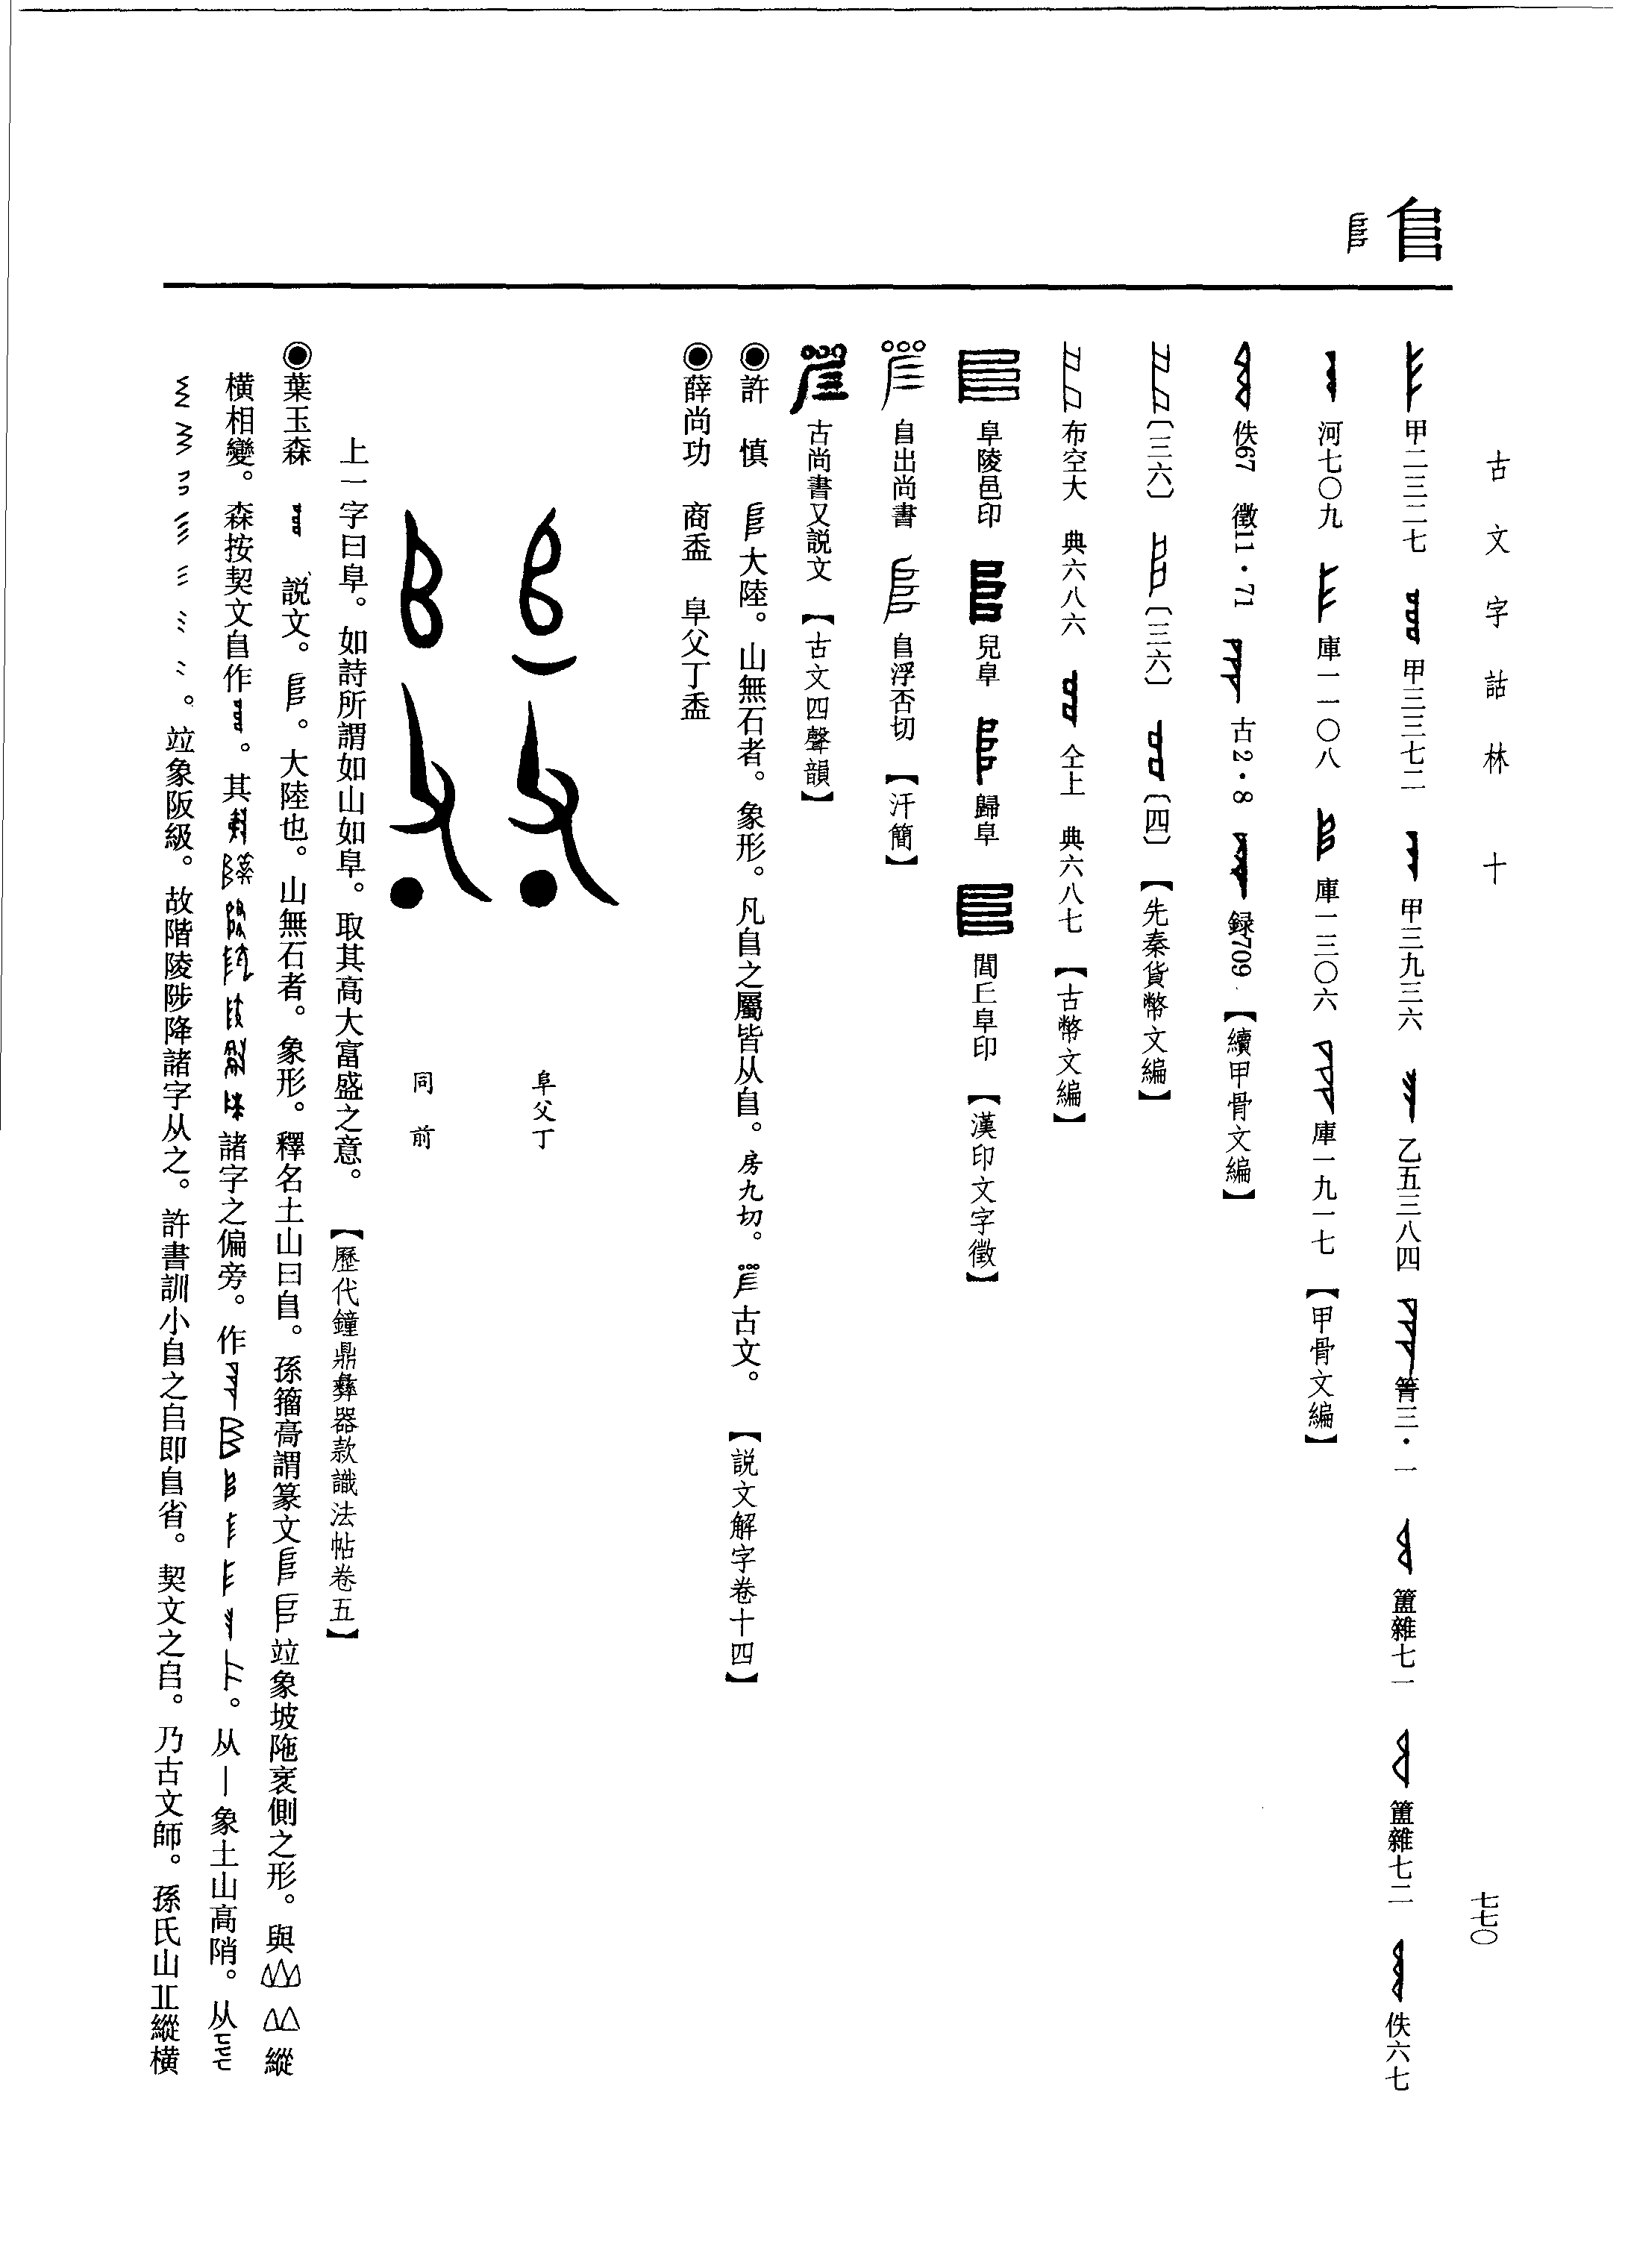 古文字詁林 十 七七〇
𨸏
甲二三二七 甲三三七二 甲三九三六 乙五三八四 菁三・一 簠雜七一 簠雜七二 佚六七
河七〇九 庫一一〇八 庫一三〇六 庫一九一七 【甲骨文編】
佚67 徵11・71 古2・8 録709 【續甲骨文編】
〔三六〕 〔三六〕 〔四〕 【先秦貨幣文編】
布空大 典六八六 仝上 典六八七 【古幣文編】
阜陵邑印 兒阜 歸阜 閭丘阜印 【漢印文字徵】
𨸏出尚書 𨸏浮否切 【汗簡】
古尚書又説文 【古文四聲韻】
◉許 慎 大陸。山無石者。象形。凡𨸏之屬皆从𨸏。房九切。古文。 【説文解字卷十四】
◉薛尚功 商盉 阜父丁盉
阜父丁
同前
上一字曰阜。如詩所謂如山如阜。取其高大富盛之意。 【歷代鐘鼎彝器款識法帖卷五】
◉葉玉森 説文。。大陸也。山無石者。象形。釋名土山曰𨸏。孫籀膏謂篆文竝象坡陁衺側之形。與縱
橫相變。森按契文𨸏作。其諸字之偏旁。作。从｜象土山高陗。从
。竝象阪級。故階陵陟降諸字从之。許書訓小𨸏之𠂤即𨸏省。契文之𠂤。乃古文師。孫氏山𠀉縱橫